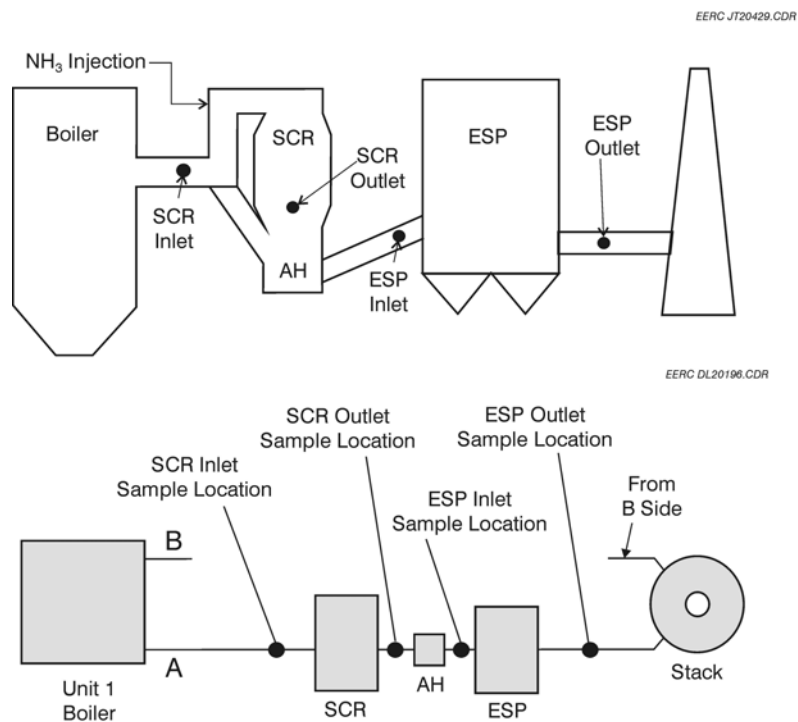 EERC JT20429.CDR
NH₃ Injection
Boiler
SCR
Inlet
SCR
SCR
Outlet
AH
ESP
Inlet
ESP
ESP
Outlet
EERC DL20196.CDR
SCR Inlet
Sample Location
SCR Outlet
Sample Location
ESP Inlet
Sample Location
ESP Outlet
Sample Location
From
B Side
B
A
Unit 1
Boiler
SCR
AH
ESP
Stack